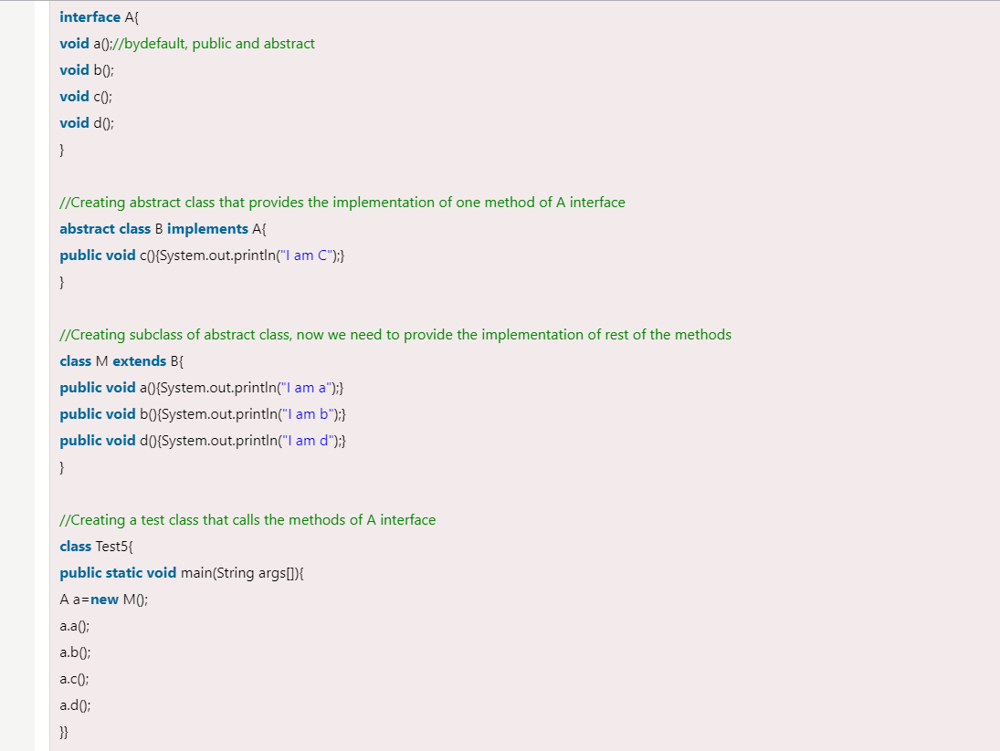 interface A{
void a();//bydefault, public and abstract
void b();
void c();
void d();
}
//Creating abstract class that provides the implementation of one method of A interface
abstract class B implements A{
public void c(){System.out.println("I am C");}
}
//Creating subclass of abstract class, now we need to provide the implementation of rest of the methods
class M extends B{
public void a(){System.out.println("I am a");}
public void b(){System.out.println("I am b");}
public void d(){System.out.println("I am d");}
}
//Creating a test class that calls the methods of A interface
class Test5{
public static void main(String args[]){
A a=new M();
a.a();
a.b();
a.c();
a.d();
}}